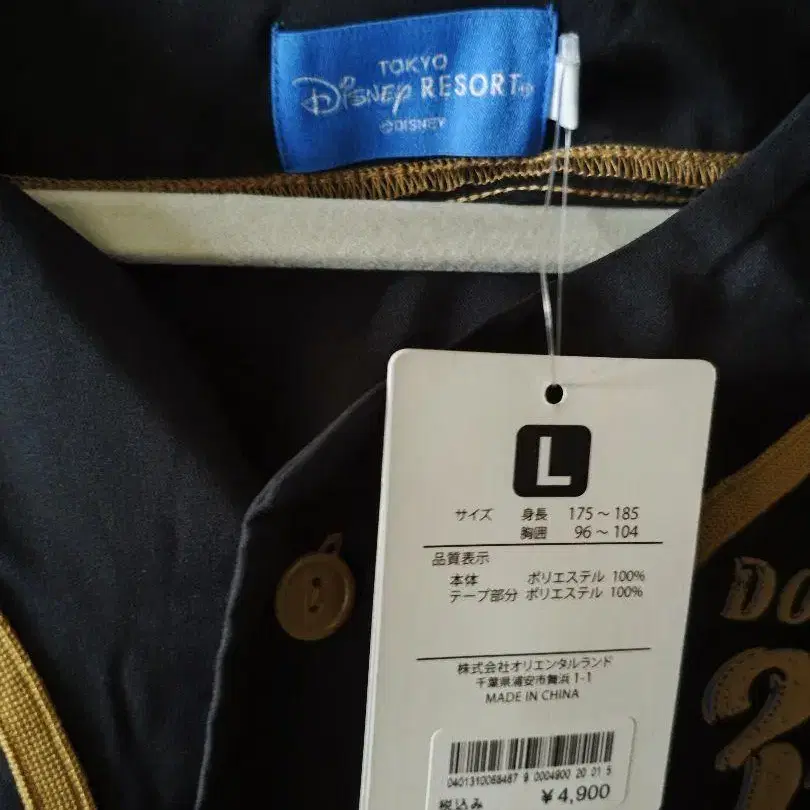 TOKYO
Disney RESORT®
©DISNEY
L
サイズ 身長 175～185
胸囲 96～104
品質表示
本体 ポリエステル 100%
テープ部分 ポリエステル 100%
株式会社オリエンタルランド
千葉県浦安市舞浜 1-1
MADE IN CHINA
0401310068487 9 0004900 20 01 5
税込み ¥4,900
Do